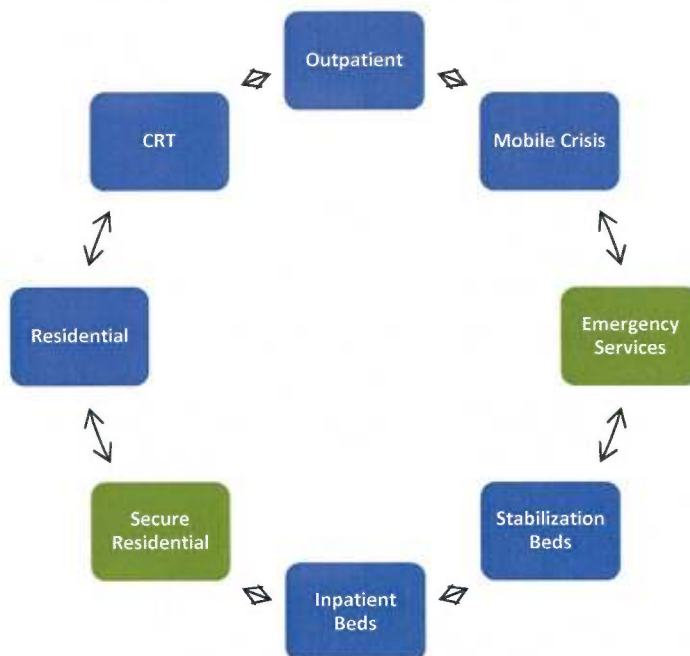 Outpatient
CRT
Mobile Crisis
Residential
Emergency
Services
Secure
Residential
Stabilization
Beds
Inpatient
Beds